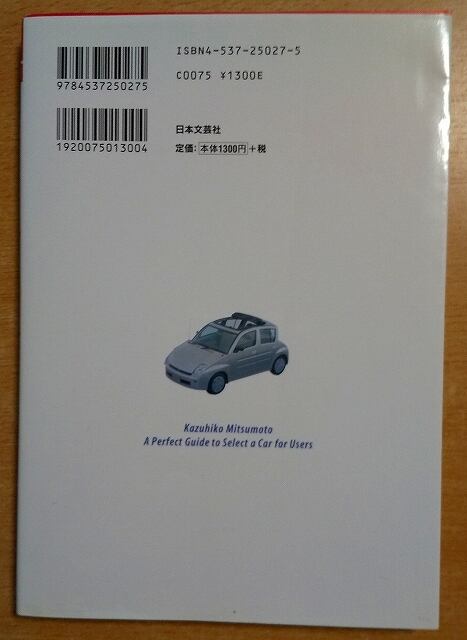 ISBN4-537-25027-5
C0075 ¥1300E
9784537250275
1920075013004
日本文芸社
定価: 本体1300円+税
Kazuhiko Mitsumoto
A Perfect Guide to Select a Car for Users